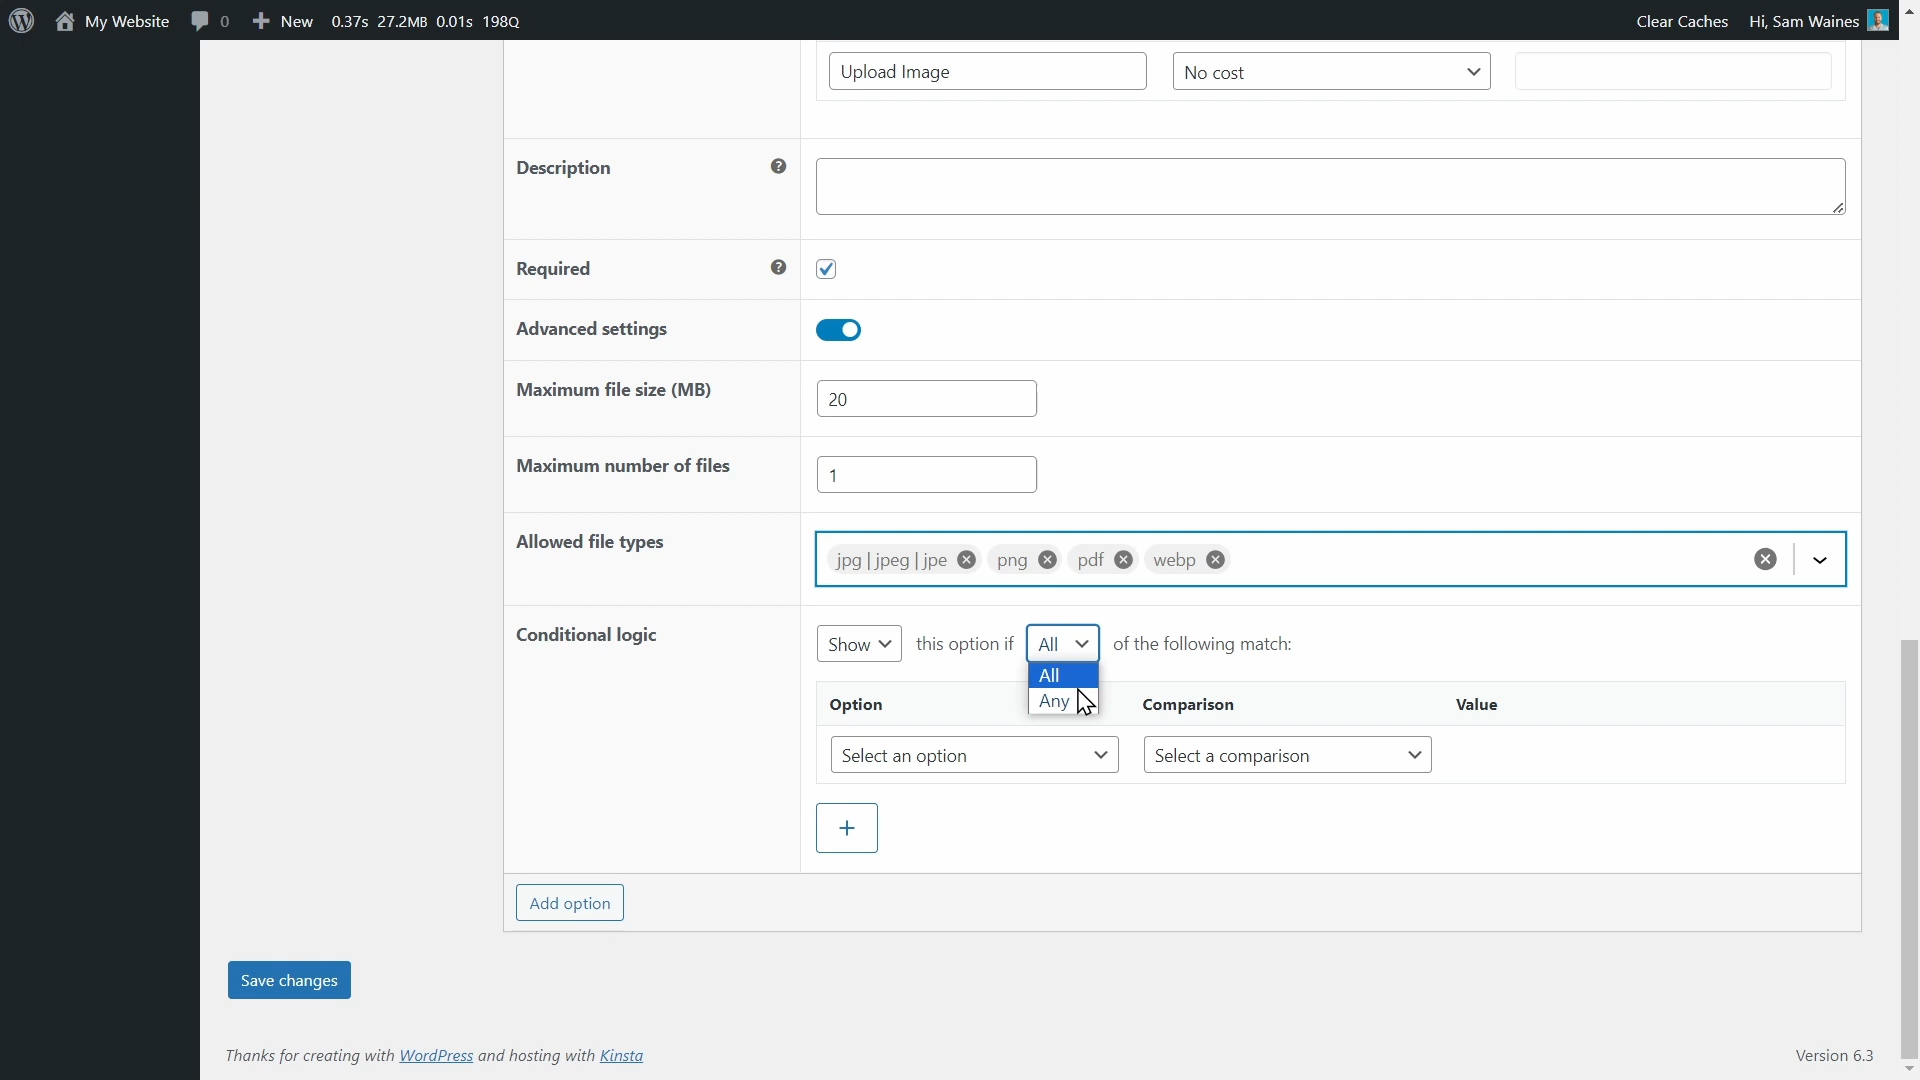 My Website 0 New 0.37s 27.2MB 0.01s 198Q Clear Caches Hi, Sam Waines
Upload Image No cost
Description
Required
Advanced settings
Maximum file size (MB) 20
Maximum number of files 1
Allowed file types jpg | jpeg | jpe png pdf webp
Conditional logic Show this option if All of the following match:
All
Any
Option Comparison Value
Select an option Select a comparison
+
Add option
Save changes
Thanks for creating with WordPress and hosting with Kinsta Version 6.3